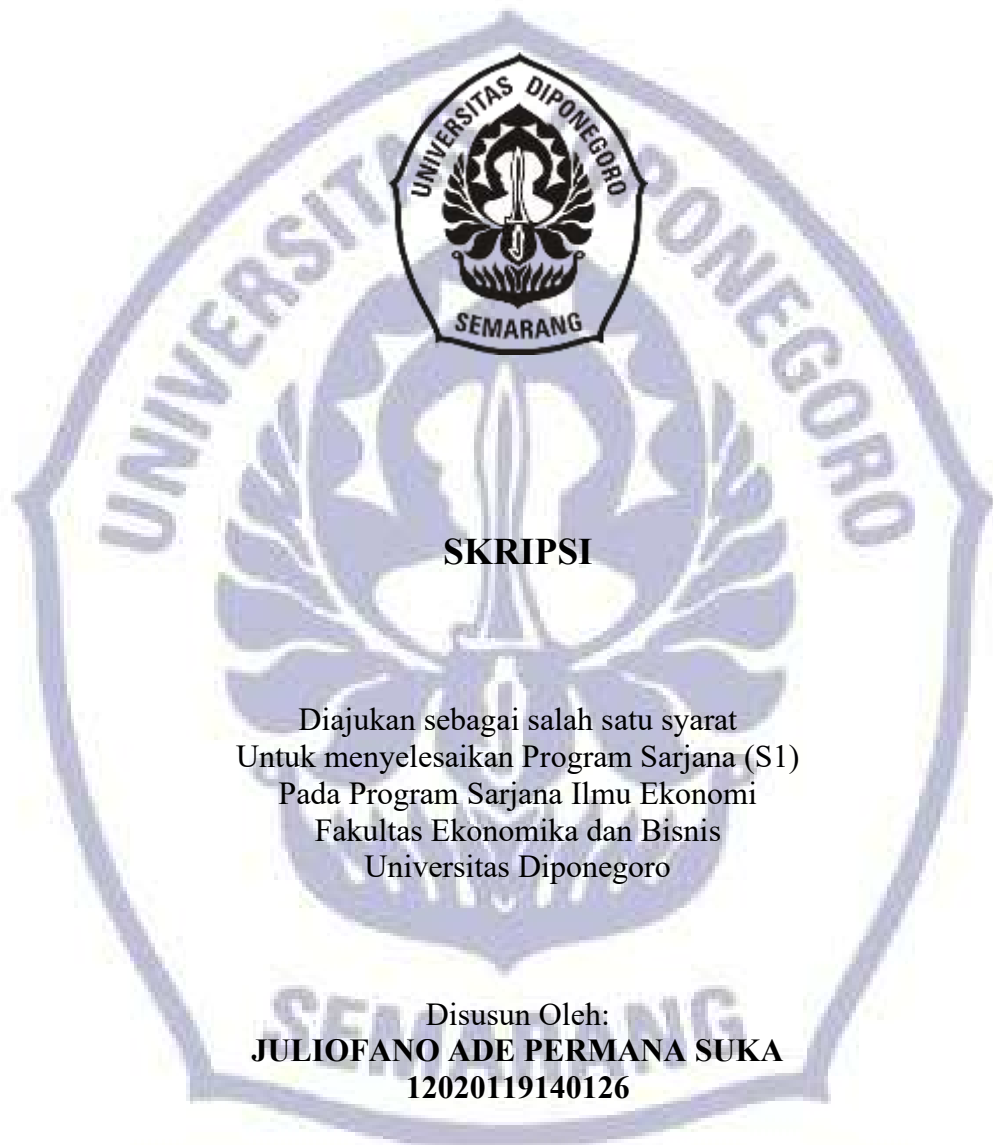 UNIVERSITAS DIPONEGORO
SEMARANG
SKRIPSI
Diajukan sebagai salah satu syarat
Untuk menyelesaikan Program Sarjana (S1)
Pada Program Sarjana Ilmu Ekonomi
Fakultas Ekonomika dan Bisnis
Universitas Diponegoro
Disusun Oleh:
SEMARANG
JULIOFANO ADE PERMANA SUKA
12020119140126